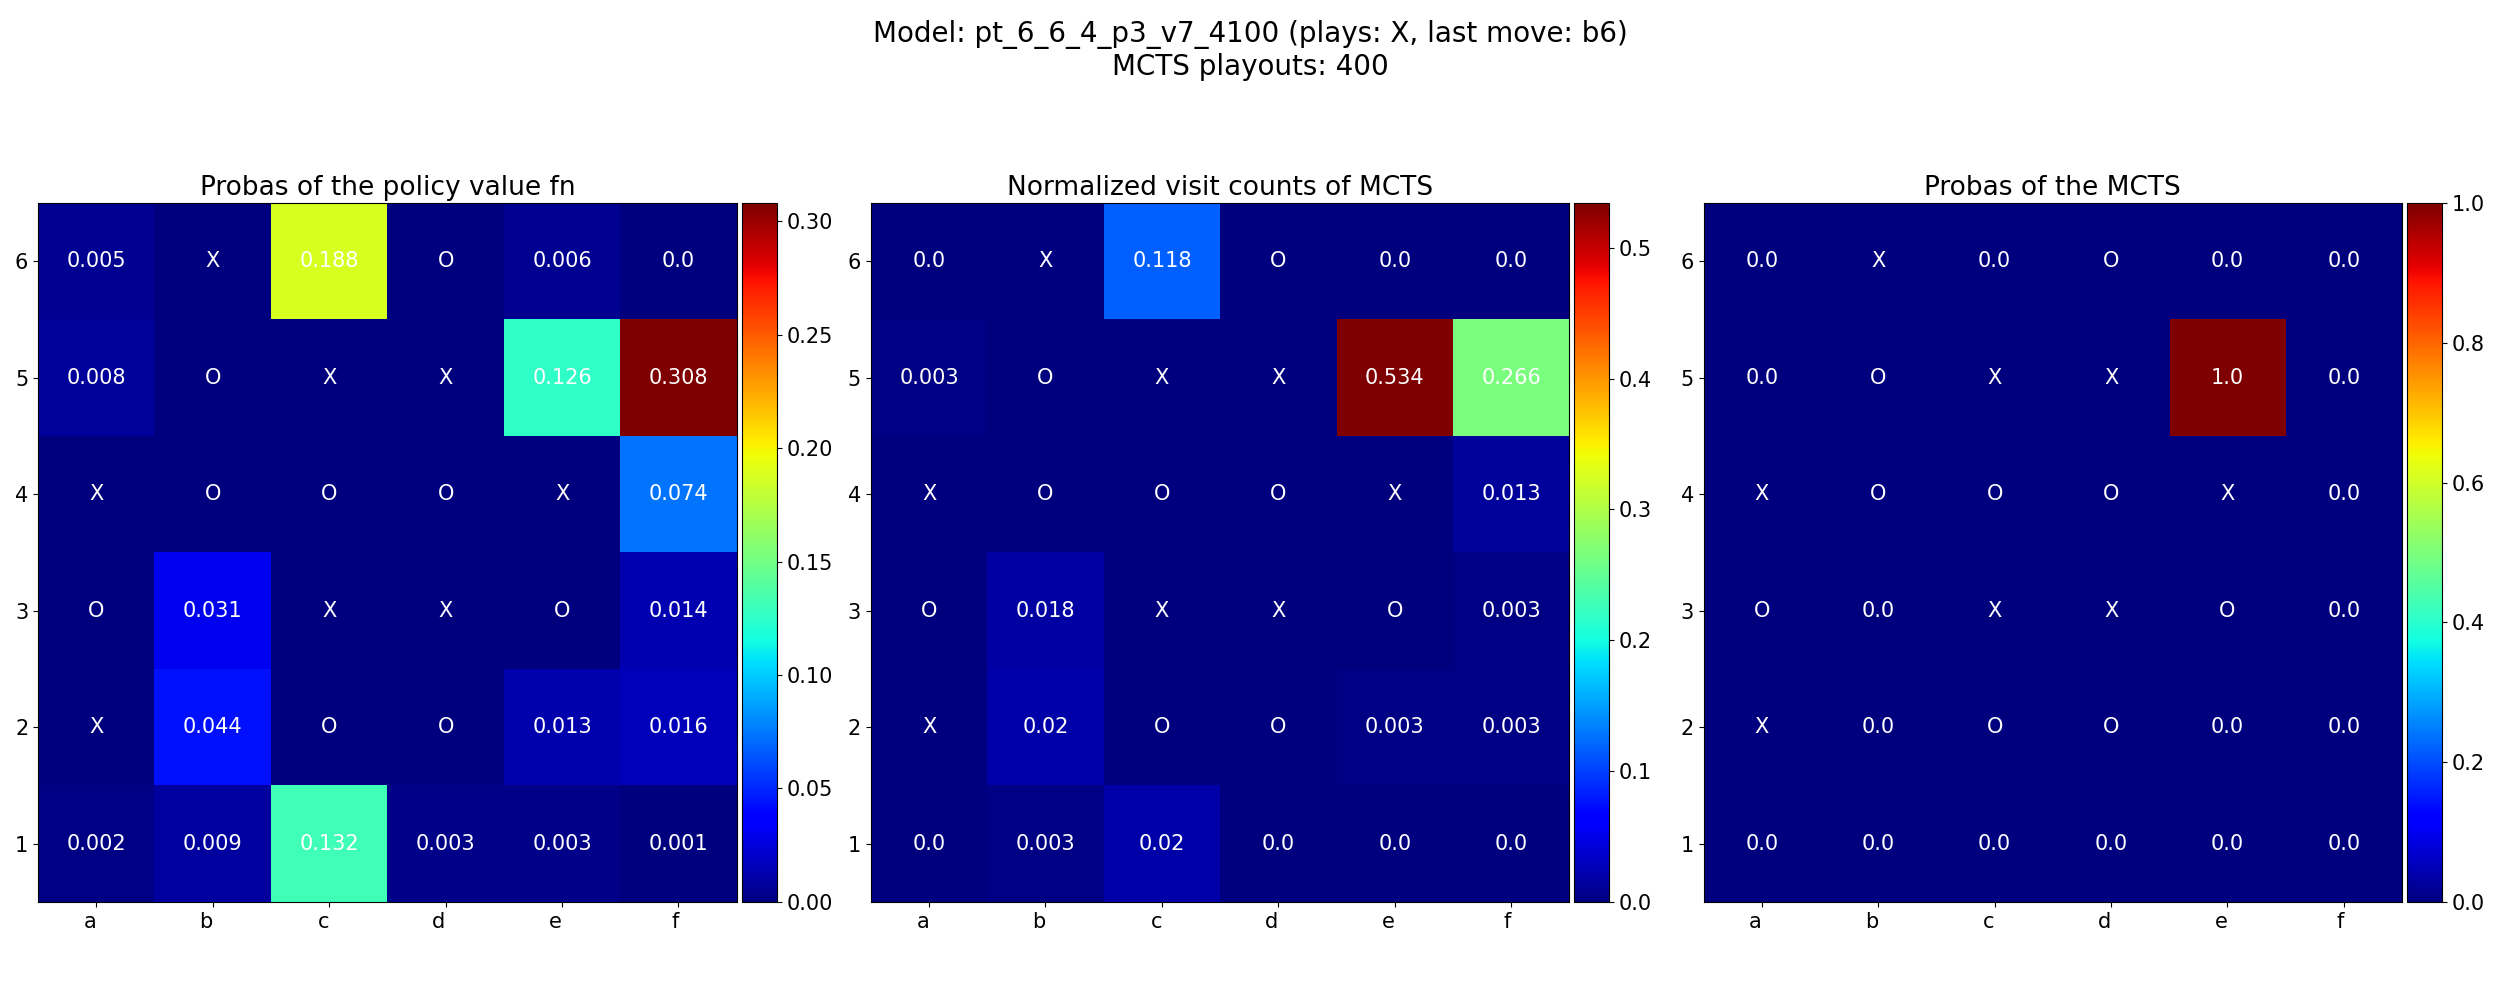 Model: pt_6_6_4_p3_v7_4100 (plays: X, last move: b6)
MCTS playouts: 400
Probas of the policy value fn
6 0.005 X 0.188 O 0.006 0.0
5 0.008 O X X 0.126 0.308
4 X O O O X 0.074
3 O 0.031 X X O 0.014
2 X 0.044 O O 0.013 0.016
1 0.002 0.009 0.132 0.003 0.003 0.001
a b c d e f
0.30
0.25
0.20
0.15
0.10
0.05
0.00
Normalized visit counts of MCTS
6 0.0 X 0.118 O 0.0 0.0
5 0.003 O X X 0.534 0.266
4 X O O O X 0.013
3 O 0.018 X X O 0.003
2 X 0.02 O O 0.003 0.003
1 0.0 0.003 0.02 0.0 0.0 0.0
a b c d e f
0.5
0.4
0.3
0.2
0.1
0.0
Probas of the MCTS
6 0.0 X 0.0 O 0.0 0.0
5 0.0 O X X 1.0 0.0
4 X O O O X 0.0
3 O 0.0 X X O 0.0
2 X 0.0 O O 0.0 0.0
1 0.0 0.0 0.0 0.0 0.0 0.0
a b c d e f
1.0
0.8
0.6
0.4
0.2
0.0